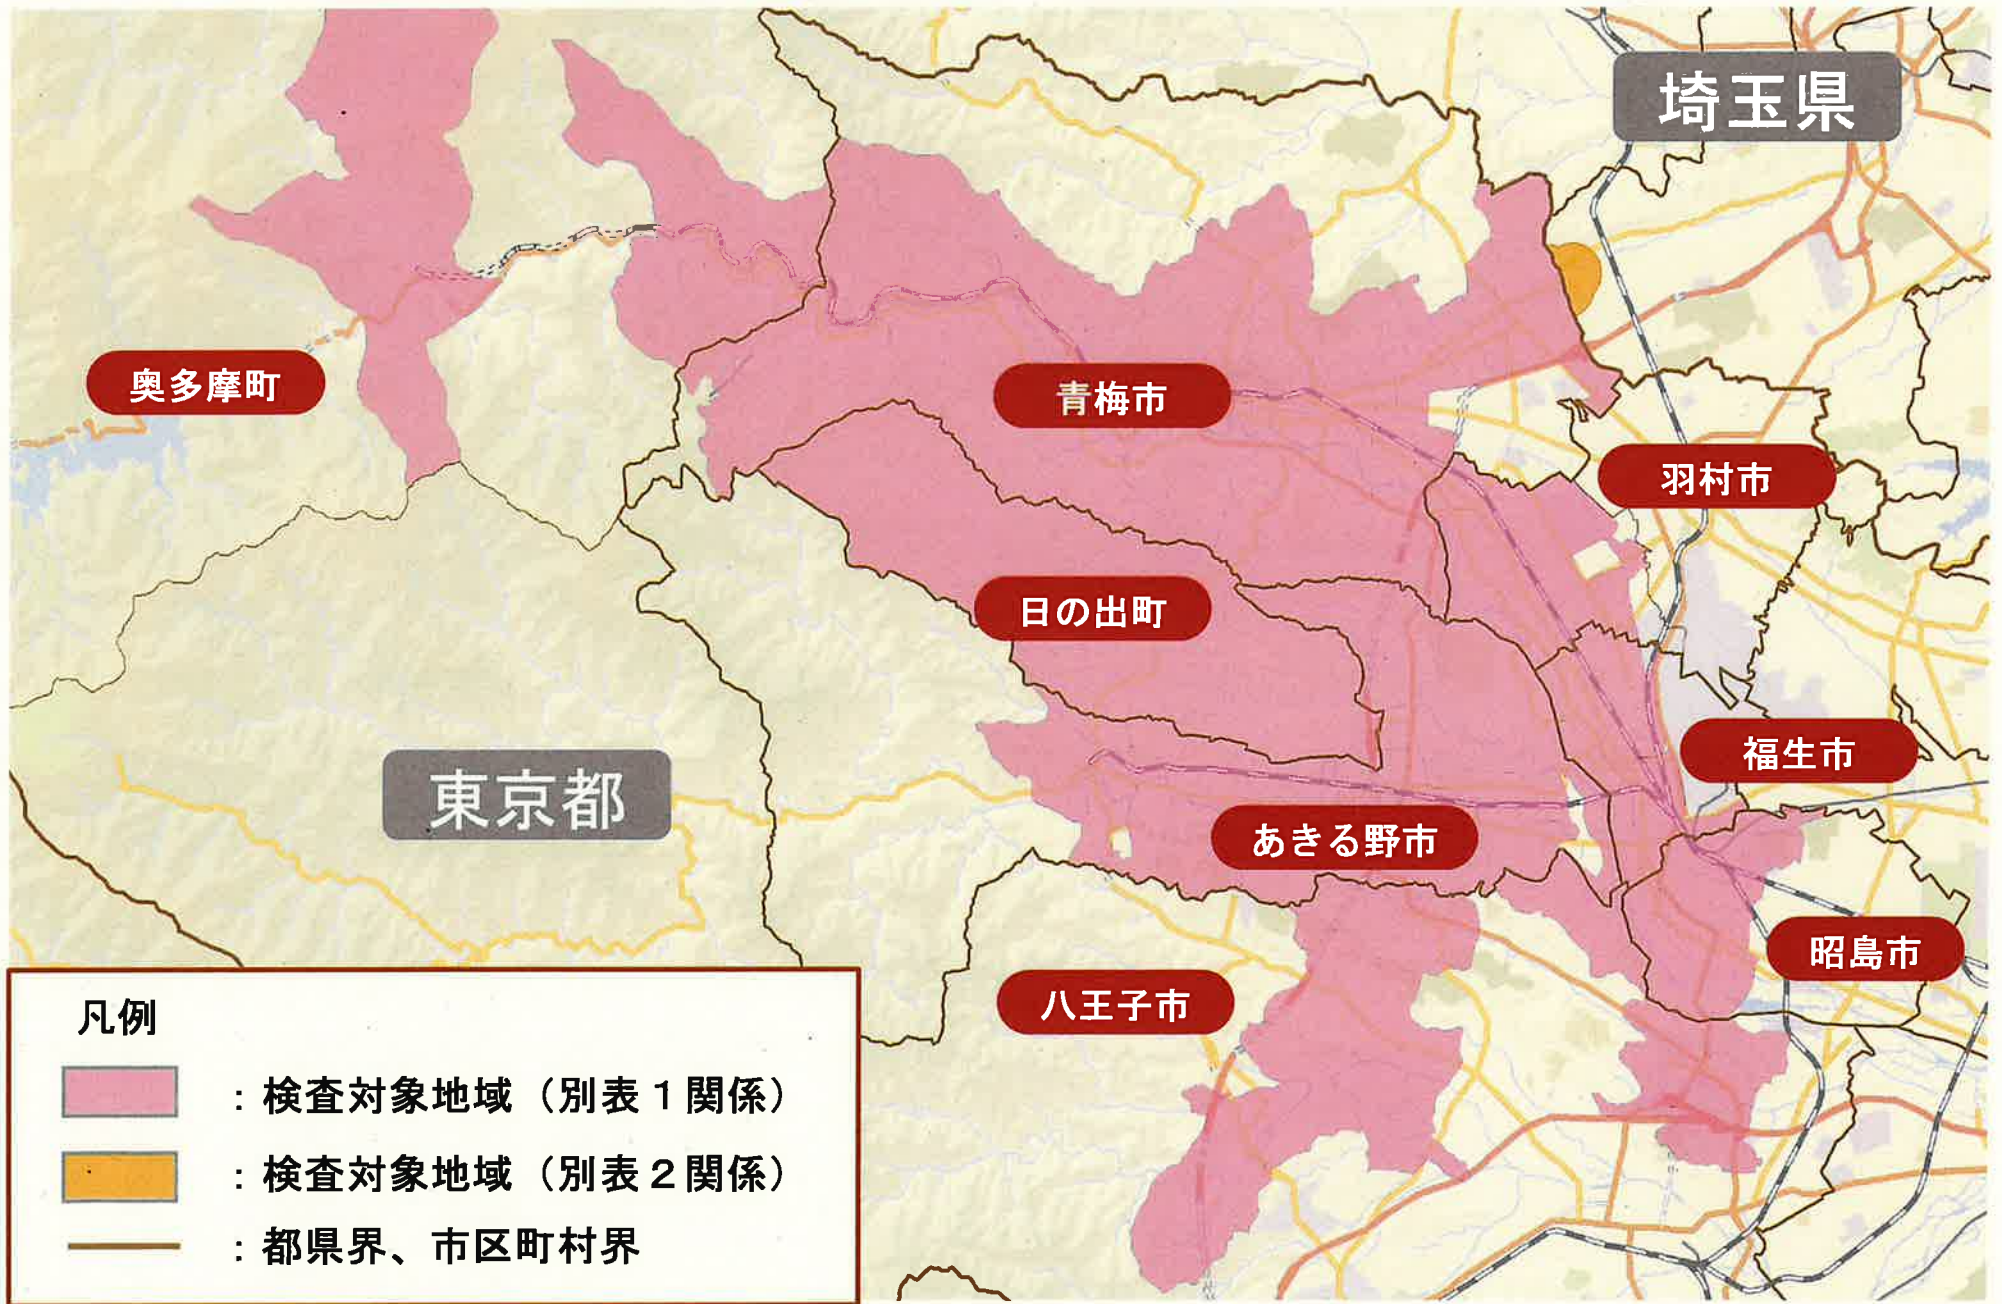 埼玉県
奥多摩町
青梅市
羽村市
日の出町
福生市
東京都
あきる野市
昭島市
八王子市
凡例
：検査対象地域（別表１関係）
：検査対象地域（別表２関係）
：都県界、市区町村界